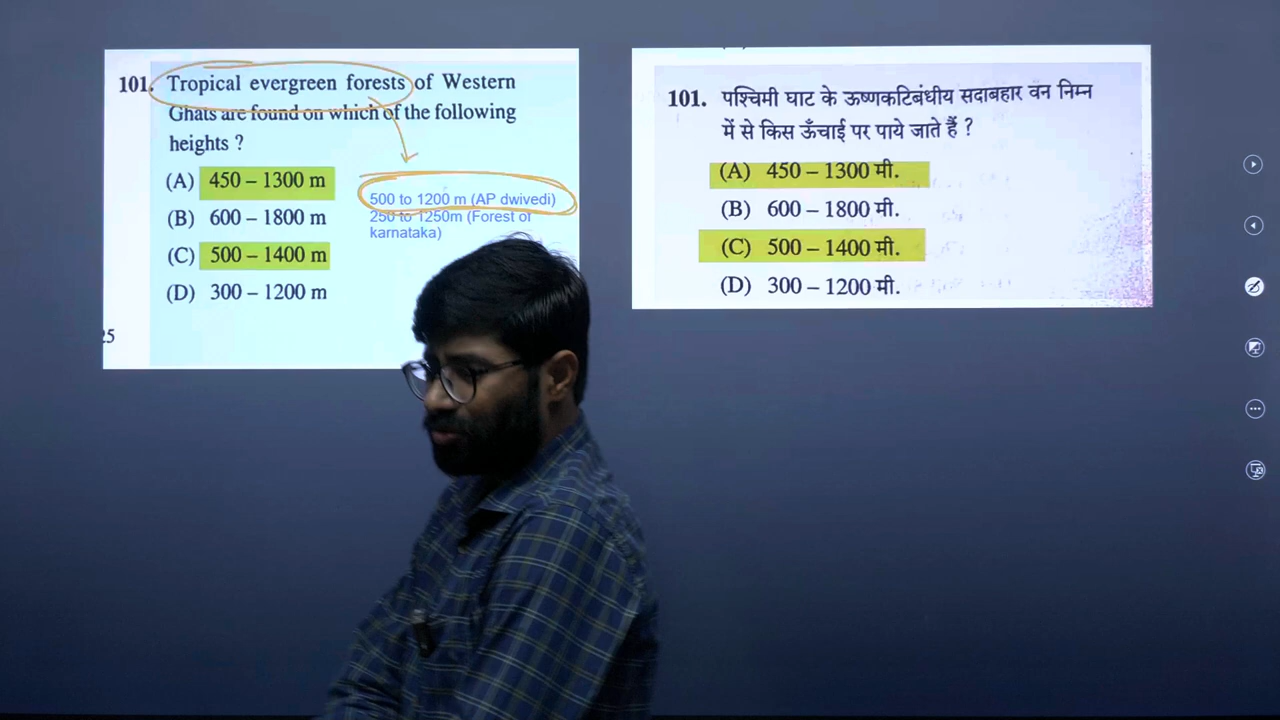 101. Tropical evergreen forests of Western
Ghats are found on which of the following
heights ?
(A) 450 – 1300 m
(B) 600 – 1800 m
(C) 500 – 1400 m
(D) 300 – 1200 m
500 to 1200 m (AP dwivedi)
250 to 1250m (Forest of
karnataka)
25
101. पश्चिमी घाट के ऊष्णकटिबंधीय सदाबहार वन निम्न
में से किस ऊँचाई पर पाये जाते हैं ?
(A) 450 – 1300 मी.
(B) 600 – 1800 मी.
(C) 500 – 1400 मी.
(D) 300 – 1200 मी.